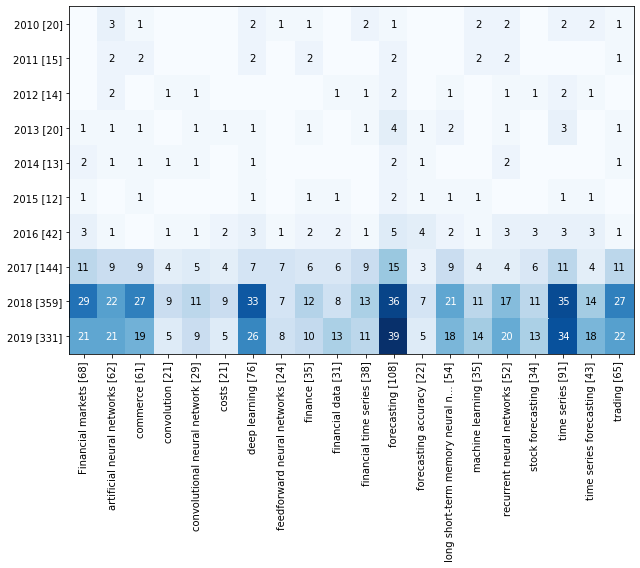 2010 [20] 3 1 2 1 1 2 1 2 2 2 2 1
2011 [15] 2 2 2 2 2 2 2 1
2012 [14] 2 1 1 1 1 2 1 1 1 2 1
2013 [20] 1 1 1 1 1 1 1 1 4 1 2 1 3 1
2014 [13] 2 1 1 1 1 1 2 1 2 1
2015 [12] 1 1 1 1 1 2 1 1 1 1 1
2016 [42] 3 1 1 1 2 3 1 2 2 1 5 4 2 1 3 3 3 3 1
2017 [144] 11 9 9 4 5 4 7 7 6 6 9 15 3 9 4 4 6 11 4 11
2018 [359] 29 22 27 9 11 9 33 7 12 8 13 36 7 21 11 17 11 35 14 27
2019 [331] 21 21 19 5 9 5 26 8 10 13 11 39 5 18 14 20 13 34 18 22
Financial markets [68]
artificial neural networks [62]
commerce [61]
convolution [21]
convolutional neural network [29]
costs [21]
deep learning [76]
feedforward neural networks [24]
finance [35]
financial data [31]
financial time series [38]
forecasting [108]
forecasting accuracy [22]
long short-term memory neural n... [54]
machine learning [35]
recurrent neural networks [52]
stock forecasting [34]
time series [91]
time series forecasting [43]
trading [65]